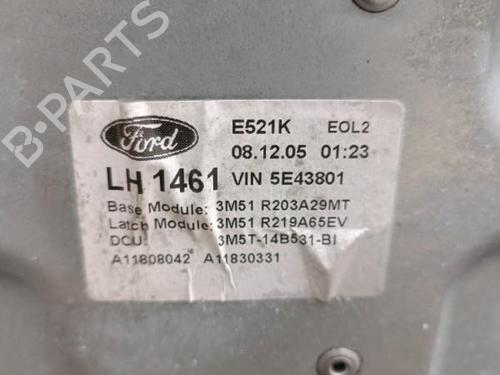 Ford
E521K EOL2
08.12.05 01:23
LH 1461 VIN 5E43801
Base Module: 3M51 R203A29MT
Latch Module: 3M51 R219A65EV
DCU: 3M5T-14B531-BI
A11808042 A11830331
B-PARTS